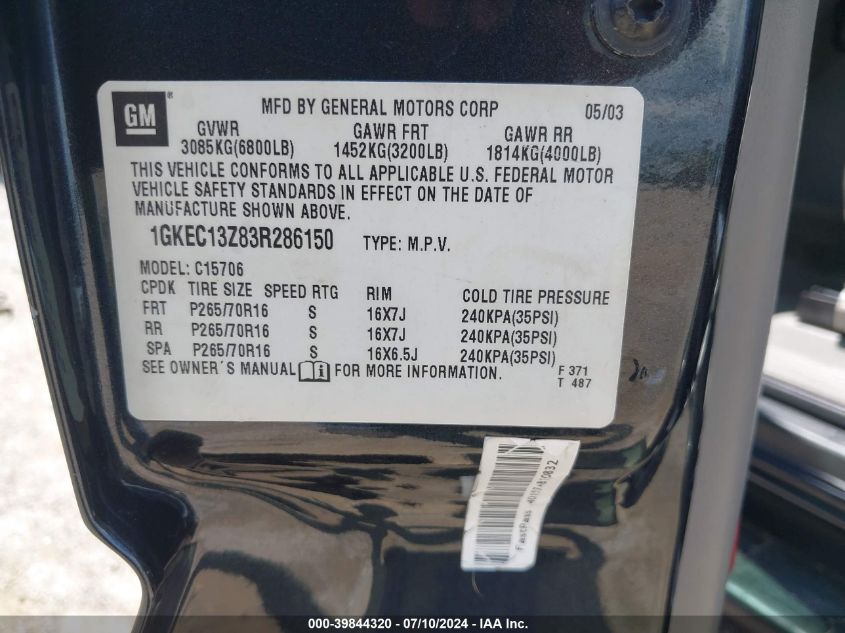 GM
MFD BY GENERAL MOTORS CORP 05/03
GVWR GAWR FRT GAWR RR
3085KG(6800LB) 1452KG(3200LB) 1814KG(4000LB)
THIS VEHICLE CONFORMS TO ALL APPLICABLE U.S. FEDERAL MOTOR
VEHICLE SAFETY STANDARDS IN EFFECT ON THE DATE OF
MANUFACTURE SHOWN ABOVE.
1GKEC13Z83R286150 TYPE: M.P.V.
MODEL: C15706
CPDK TIRE SIZE SPEED RTG RIM COLD TIRE PRESSURE
FRT P265/70R16 S 16X7J 240KPA(35PSI)
RR P265/70R16 S 16X7J 240KPA(35PSI)
SPA P265/70R16 S 16X6.5J 240KPA(35PSI)
SEE OWNER'S MANUAL FOR MORE INFORMATION.
F 371
T 487
FastPass
000-39844320 / 07/10/2024 - IAA Inc.